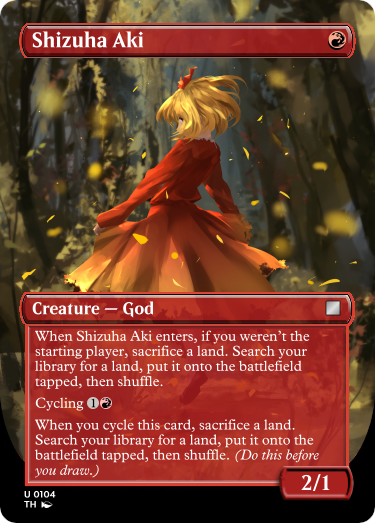 Shizuha Aki
Creature — God
When Shizuha Aki enters, if you weren't the
starting player, sacrifice a land. Search your
library for a land, put it onto the battlefield
tapped, then shuffle.
Cycling 1R
When you cycle this card, sacrifice a land.
Search your library for a land, put it onto the
battlefield tapped, then shuffle. (Do this before
you draw.)
2/1
U 0104
TH